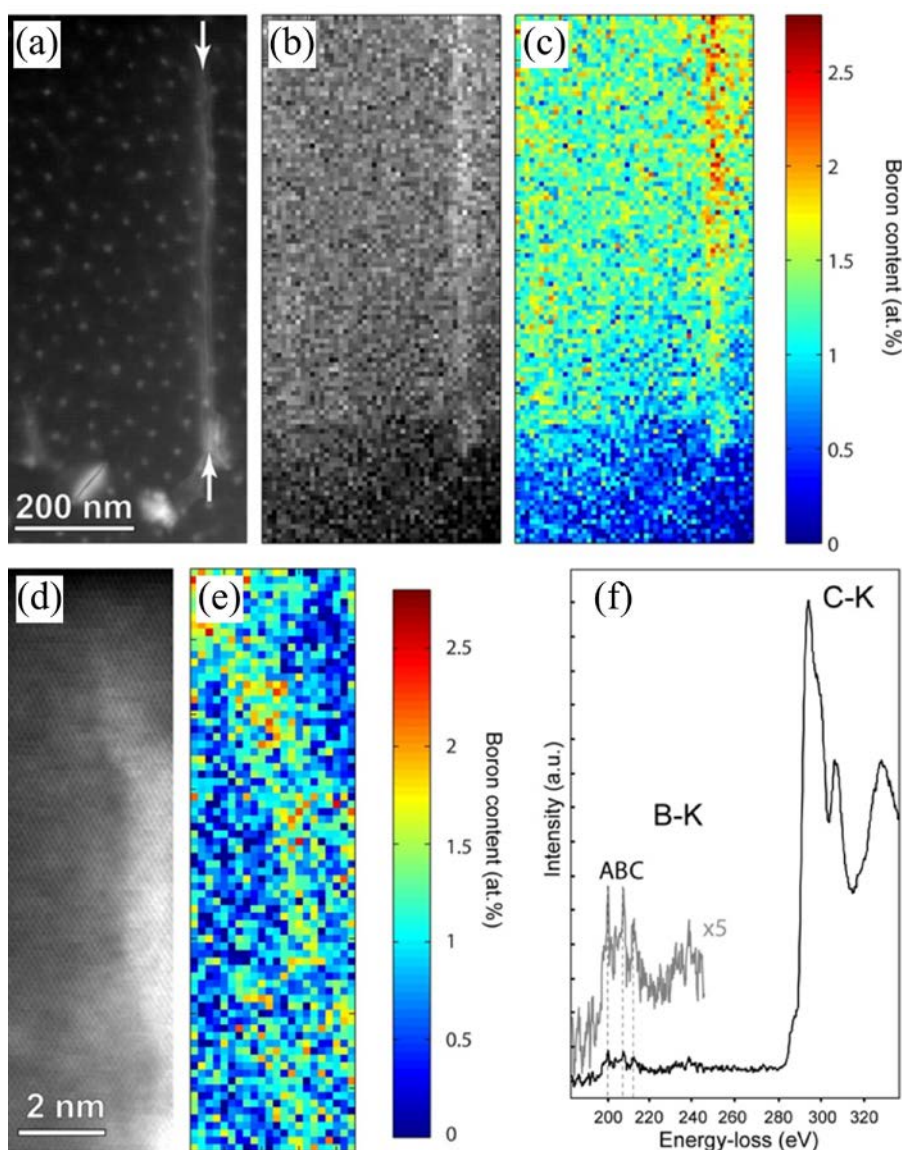 (a)
200 nm
(b)
(c)
2.5
2
1.5
1
0.5
0
Boron content (at.%)
(d)
2 nm
(e)
2.5
2
1.5
1
0.5
0
Boron content (at.%)
(f)
C-K
B-K
ABC
x5
Intensity (a.u.)
200 220 240 260 280 300 320
Energy-loss (eV)